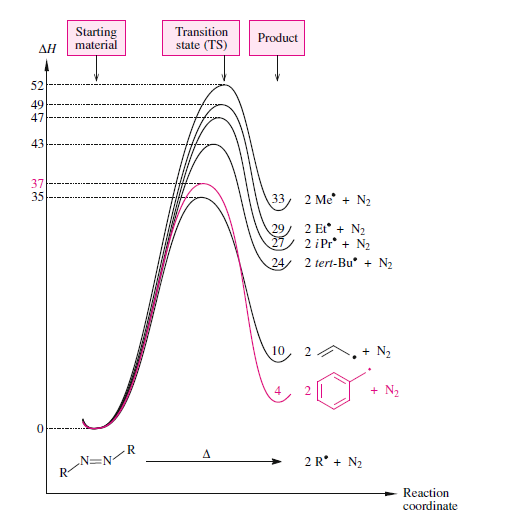 Starting material
Transition state (TS)
Product
ΔH
52
49
47
43
37
35
0
33 2 Me• + N₂
29 2 Et• + N₂
27 2 iPr• + N₂
24 2 tert-Bu• + N₂
10 2 • + N₂
4 2 • + N₂
R N=N R Δ 2 R• + N₂
Reaction coordinate